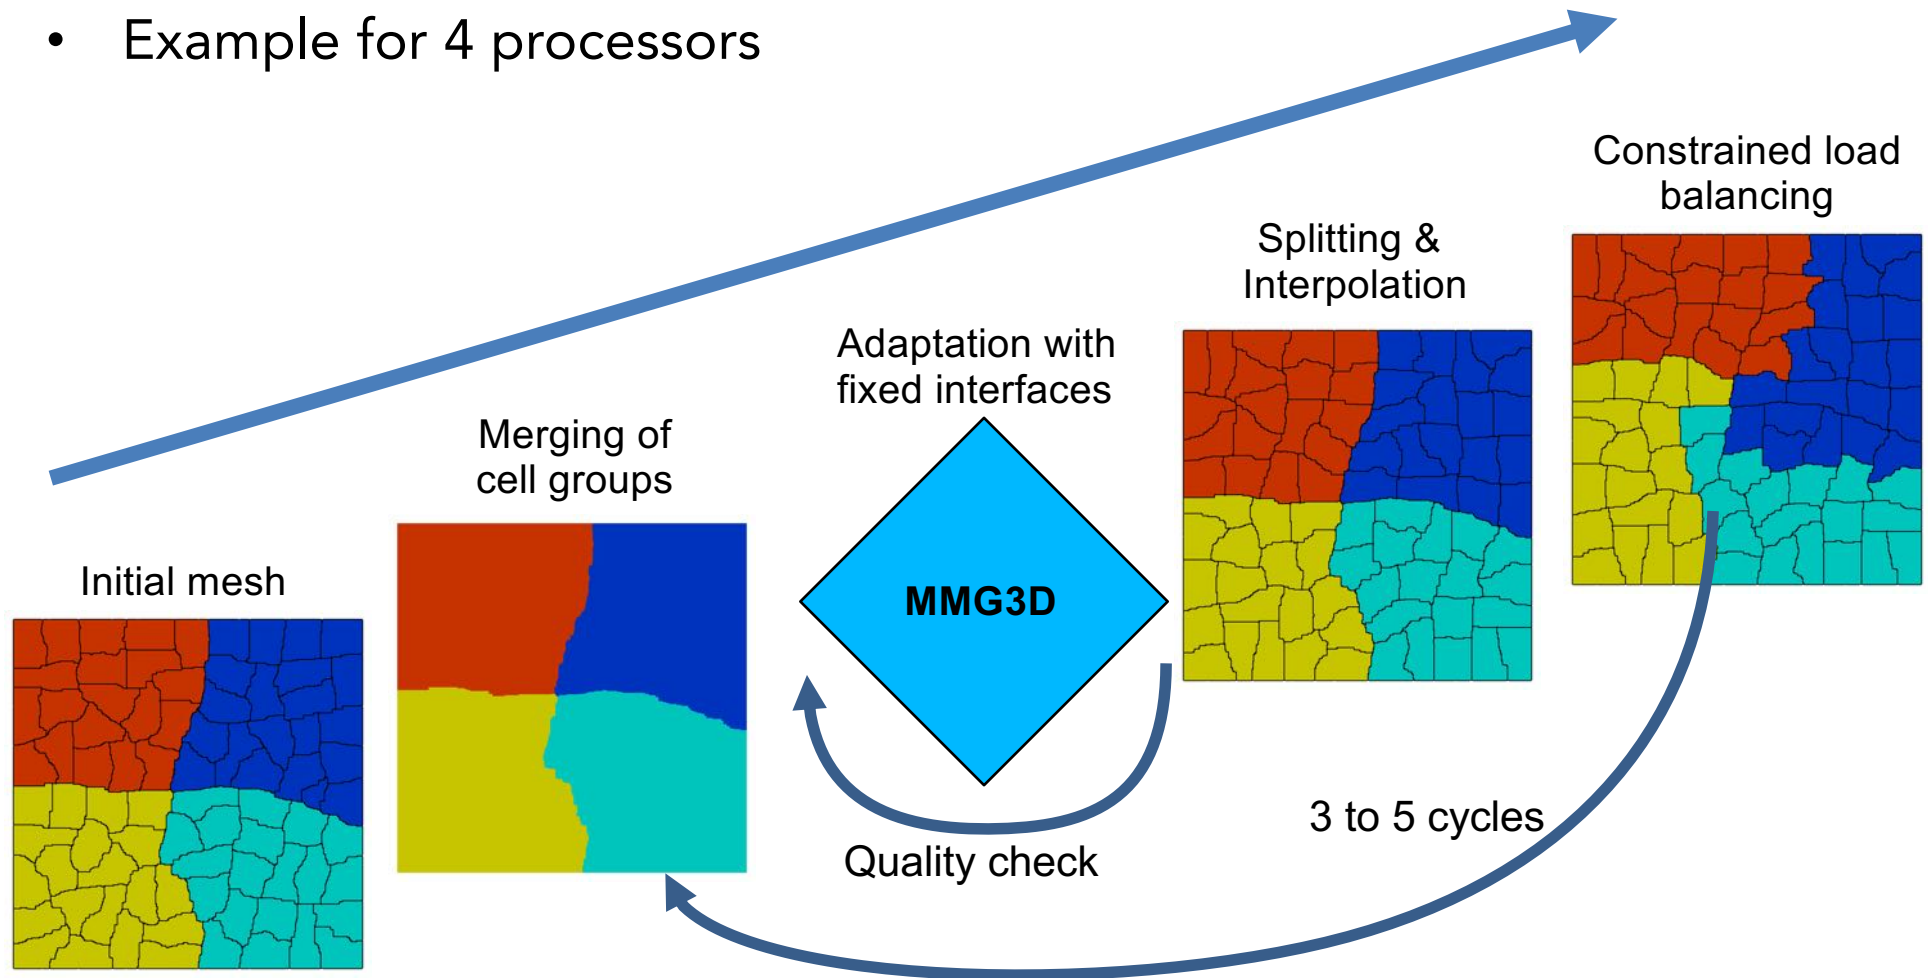 • Example for 4 processors
Initial mesh
Merging of
cell groups
Adaptation with
fixed interfaces
MMG3D
Quality check
Splitting &
Interpolation
Constrained load
balancing
3 to 5 cycles